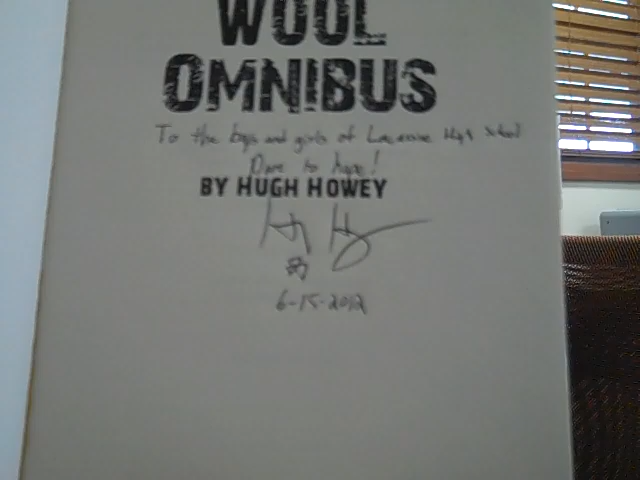 WOOL
OMNIBUS
To the boys and girls of Lacassine High School
Dare to hope!
BY HUGH HOWEY
6-15-2012